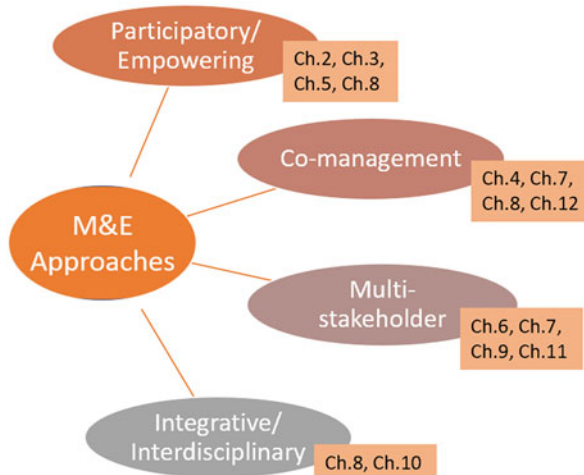 Participatory/
Empowering
Ch.2, Ch.3,
Ch.5, Ch.8
Co-management
Ch.4, Ch.7,
Ch.8, Ch.12
M&E
Approaches
Multi-
stakeholder
Ch.6, Ch.7,
Ch.9, Ch.11
Integrative/
Interdisciplinary
Ch.8, Ch.10